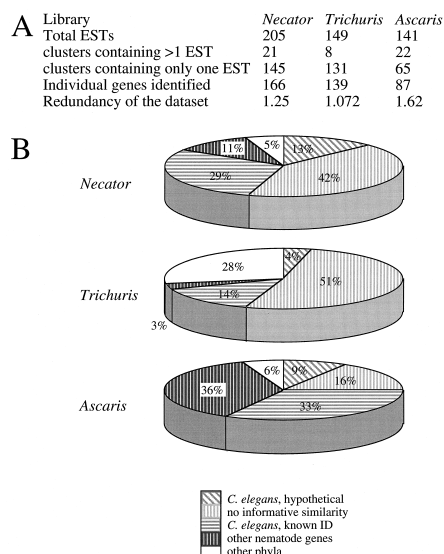 A
Library Necator Trichuris Ascaris
Total ESTs 205 149 141
clusters containing >1 EST 21 8 22
clusters containing only one EST 145 131 65
Individual genes identified 166 139 87
Redundancy of the dataset 1.25 1.072 1.62
B
11% 5% 13%
29% 42%
Necator
28% 4%
51%
14%
Trichuris
3%
6% 9%
36% 16%
33%
Ascaris
C. elegans, hypothetical
no informative similarity
C. elegans, known ID
other nematode genes
other phyla